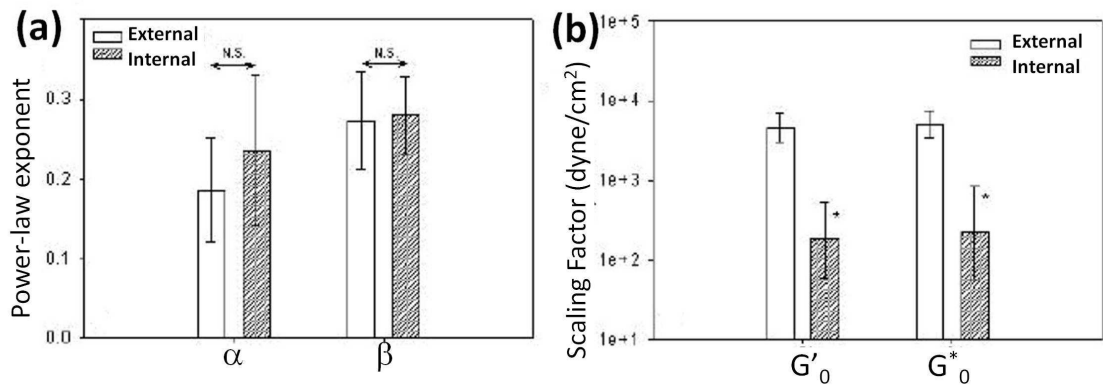 (a)
External
Internal
N.S.
N.S.
Power-law exponent
0.3
0.2
0.1
0.0
α
β
(b)
External
Internal
Scaling Factor (dyne/cm²)
1e+5
1e+4
1e+3
1e+2
1e+1
*
*
G′₀
G*₀